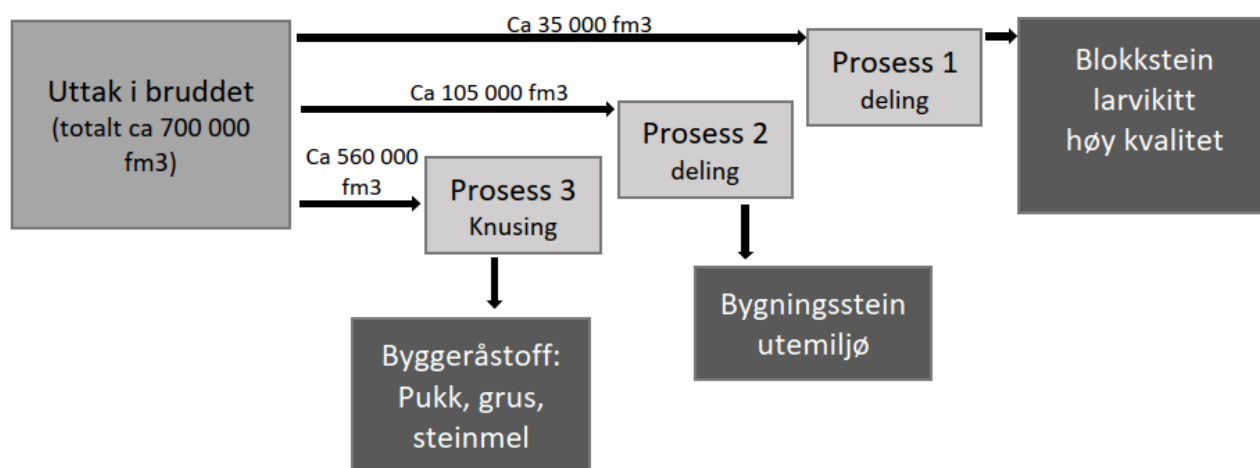 Ca 35 000 fm3
Uttak i bruddet
(totalt ca 700 000
fm3)
Prosess 1
deling
Blokkstein
larvikitt
høy kvalitet
Ca 105 000 fm3
Prosess 2
deling
Ca 560 000
fm3
Prosess 3
Knusing
Bygningsstein
utemiljø
Byggeråstoff:
Pukk, grus,
steinmel